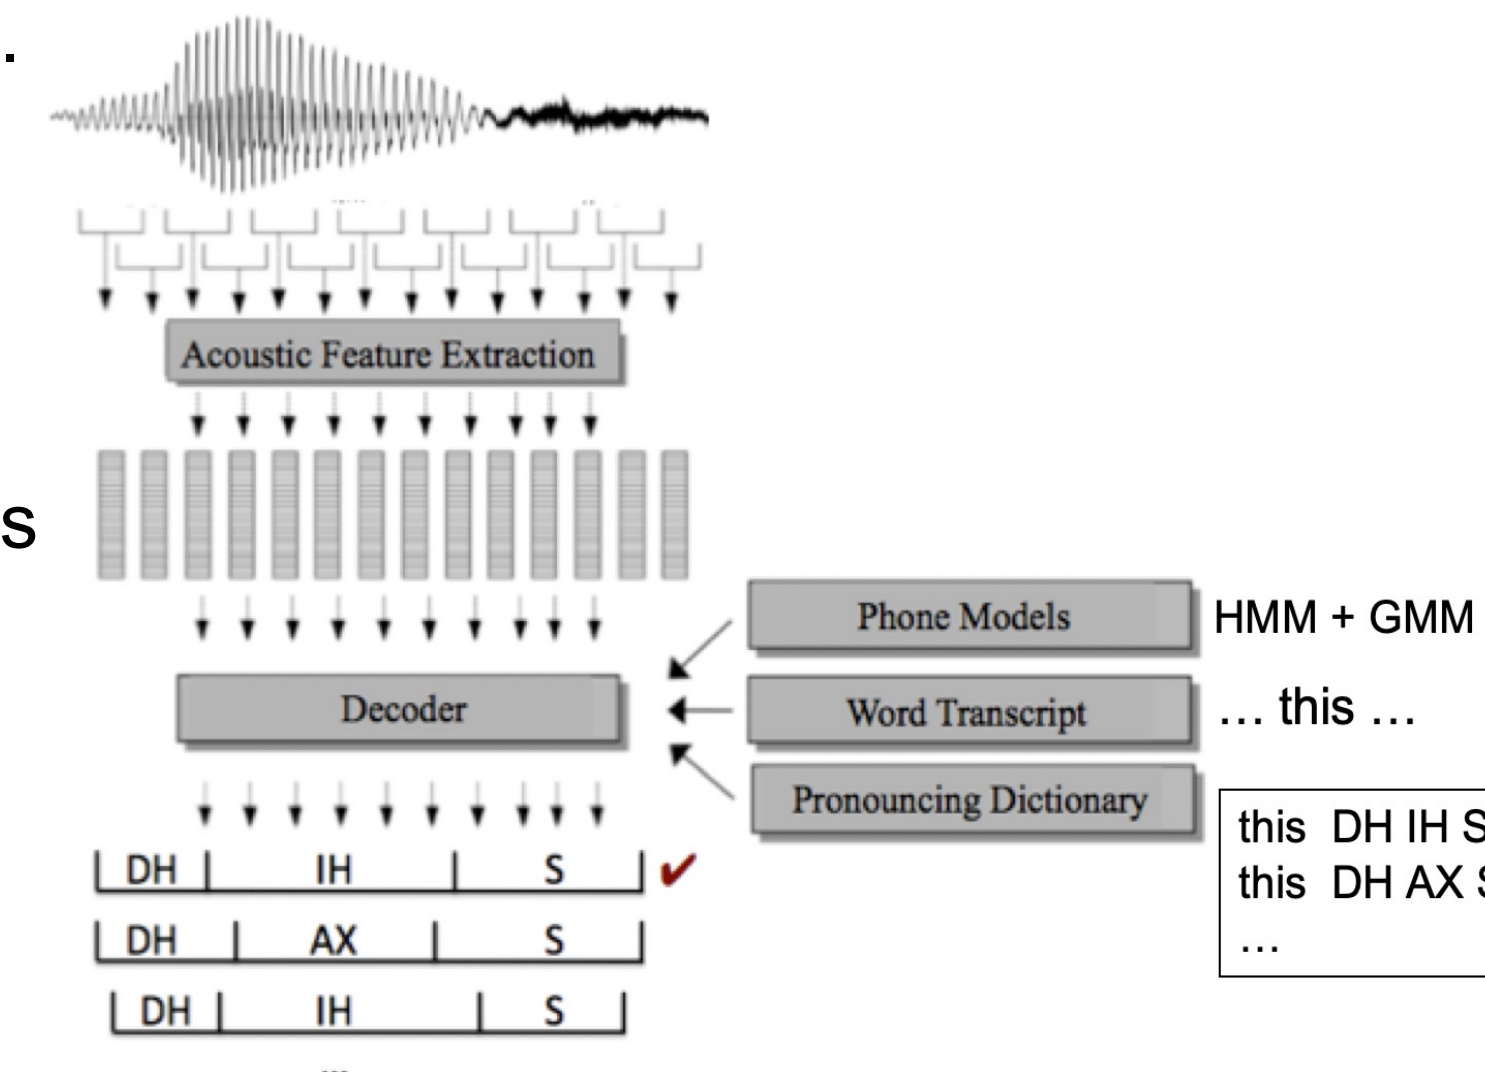 .
Acoustic Feature Extraction
s
Phone Models HMM + GMM
Decoder
Word Transcript … this …
Pronouncing Dictionary
this DH IH S
this DH AX S
…
DH IH S ✔
DH AX S
DH IH S
...